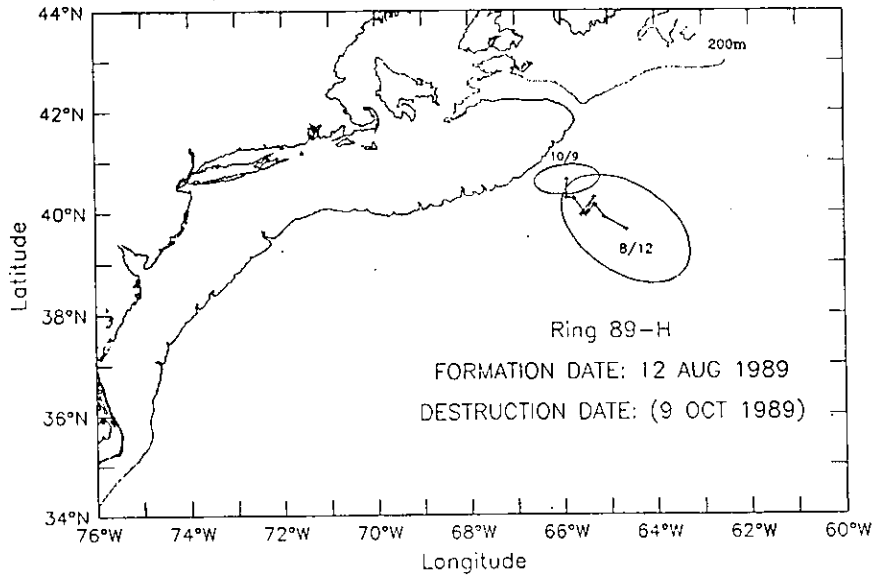 44°N
42°N
40°N
38°N
36°N
34°N
Latitude
200m
10/9
8/12
Ring 89-H
FORMATION DATE: 12 AUG 1989
DESTRUCTION DATE: (9 OCT 1989)
76°W 74°W 72°W 70°W 68°W 66°W 64°W 62°W 60°W
Longitude